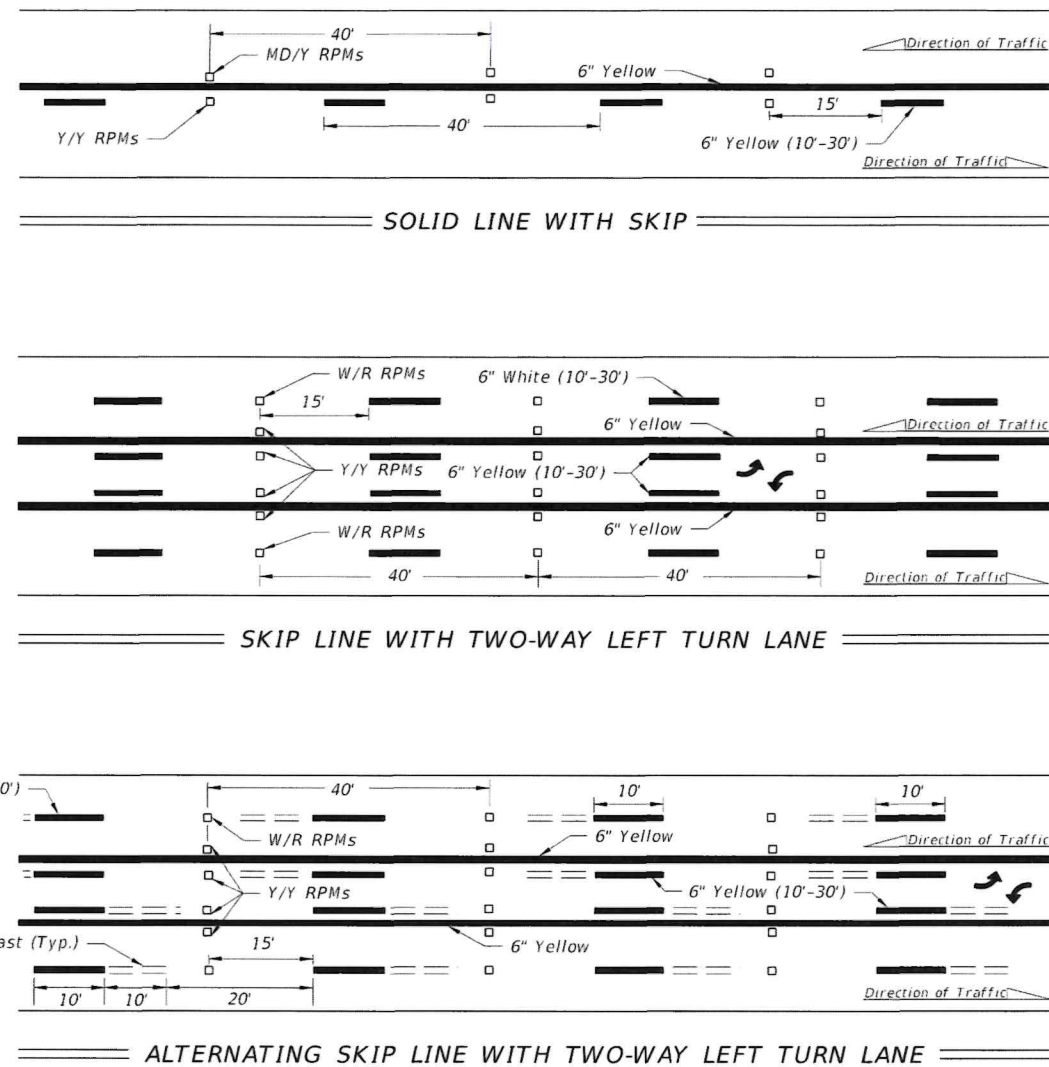 40'
MD/Y RPMs
Direction of Traffic
6" Yellow
15'
Y/Y RPMs
40'
6" Yellow (10'-30')
Direction of Traffic
SOLID LINE WITH SKIP
W/R RPMs
6" White (10'-30')
15'
6" Yellow
Direction of Traffic
Y/Y RPMs
6" Yellow (10'-30')
W/R RPMs
6" Yellow
40'
40'
Direction of Traffic
SKIP LINE WITH TWO-WAY LEFT TURN LANE
0')
40'
10'
10'
W/R RPMs
6" Yellow
Direction of Traffic
Y/Y RPMs
6" Yellow (10'-30')
ast (Typ.)
15'
6" Yellow
10'
10'
20'
Direction of Traffic
ALTERNATING SKIP LINE WITH TWO-WAY LEFT TURN LANE